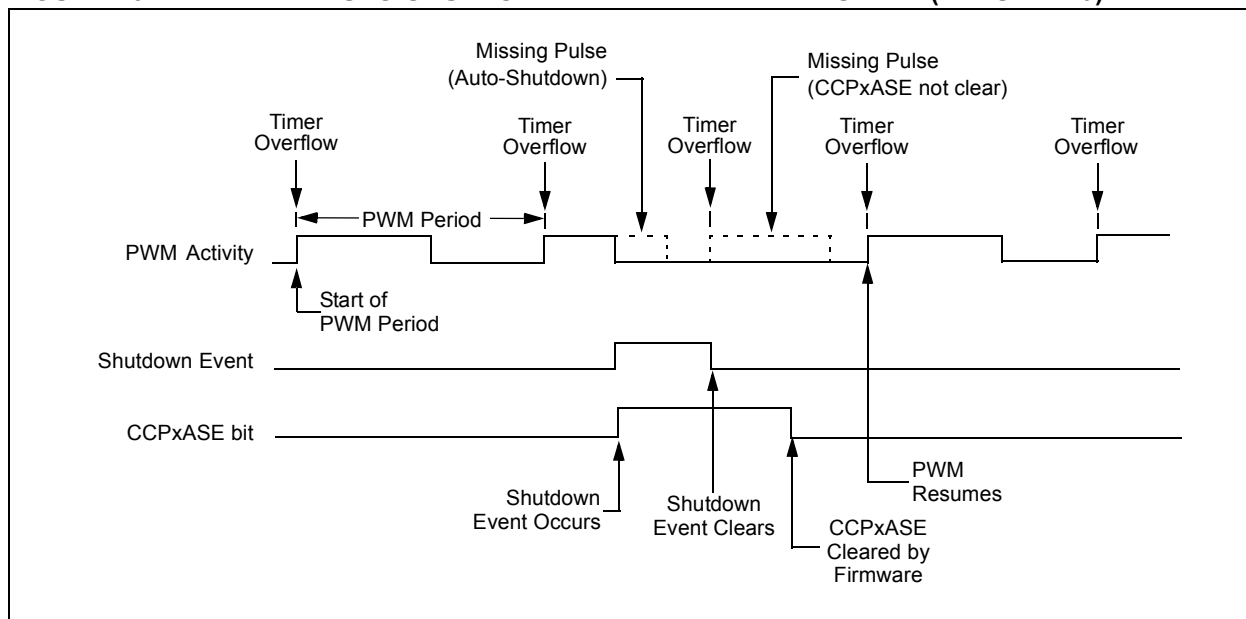 Missing Pulse
(Auto-Shutdown)
Missing Pulse
(CCPxASE not clear)
Timer
Overflow
Timer
Overflow
Timer
Overflow
Timer
Overflow
Timer
Overflow
PWM Period
PWM Activity
Start of
PWM Period
Shutdown Event
CCPxASE bit
Shutdown
Event Occurs
Shutdown
Event Clears
CCPxASE
Cleared by
Firmware
PWM
Resumes